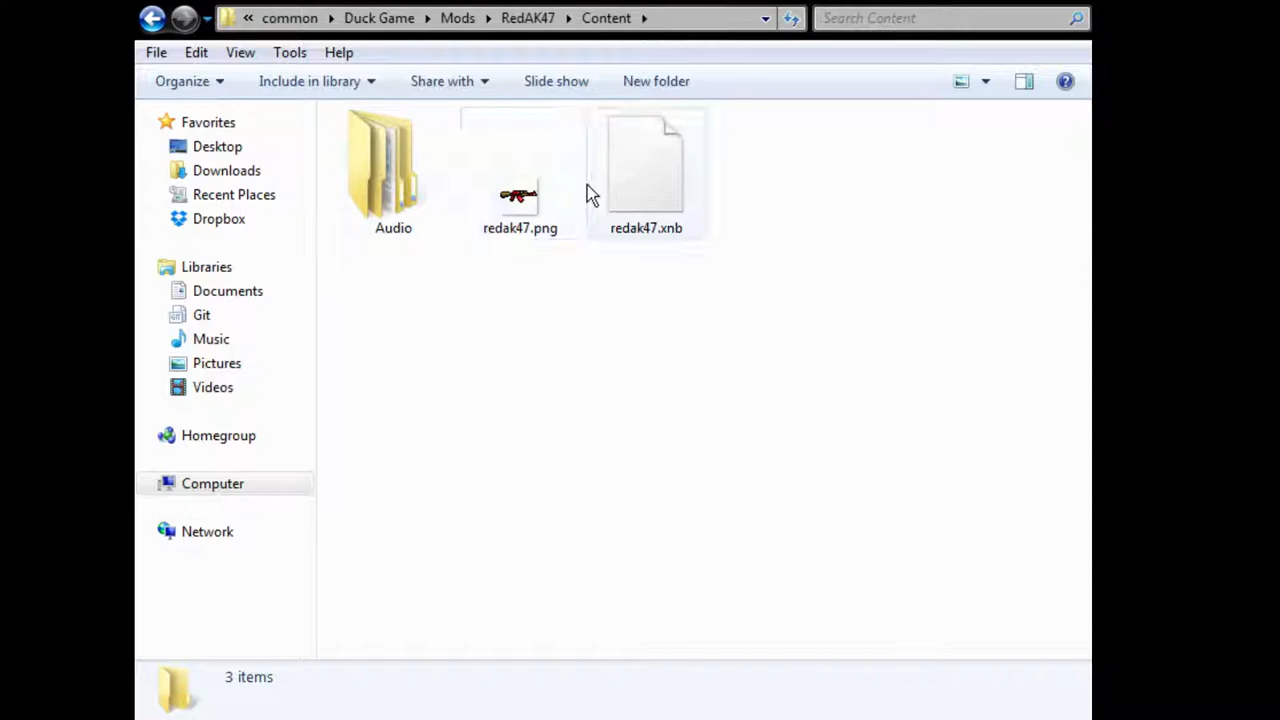 « common Duck Game Mods RedAK47 Content Search Content
File Edit View Tools Help
Organize Include in library Share with Slide show New folder
Favorites
Desktop
Downloads
Recent Places
Dropbox
Libraries
Documents
Git
Music
Pictures
Videos
Homegroup
Computer
Network
Audio redak47.png redak47.xnb
3 items